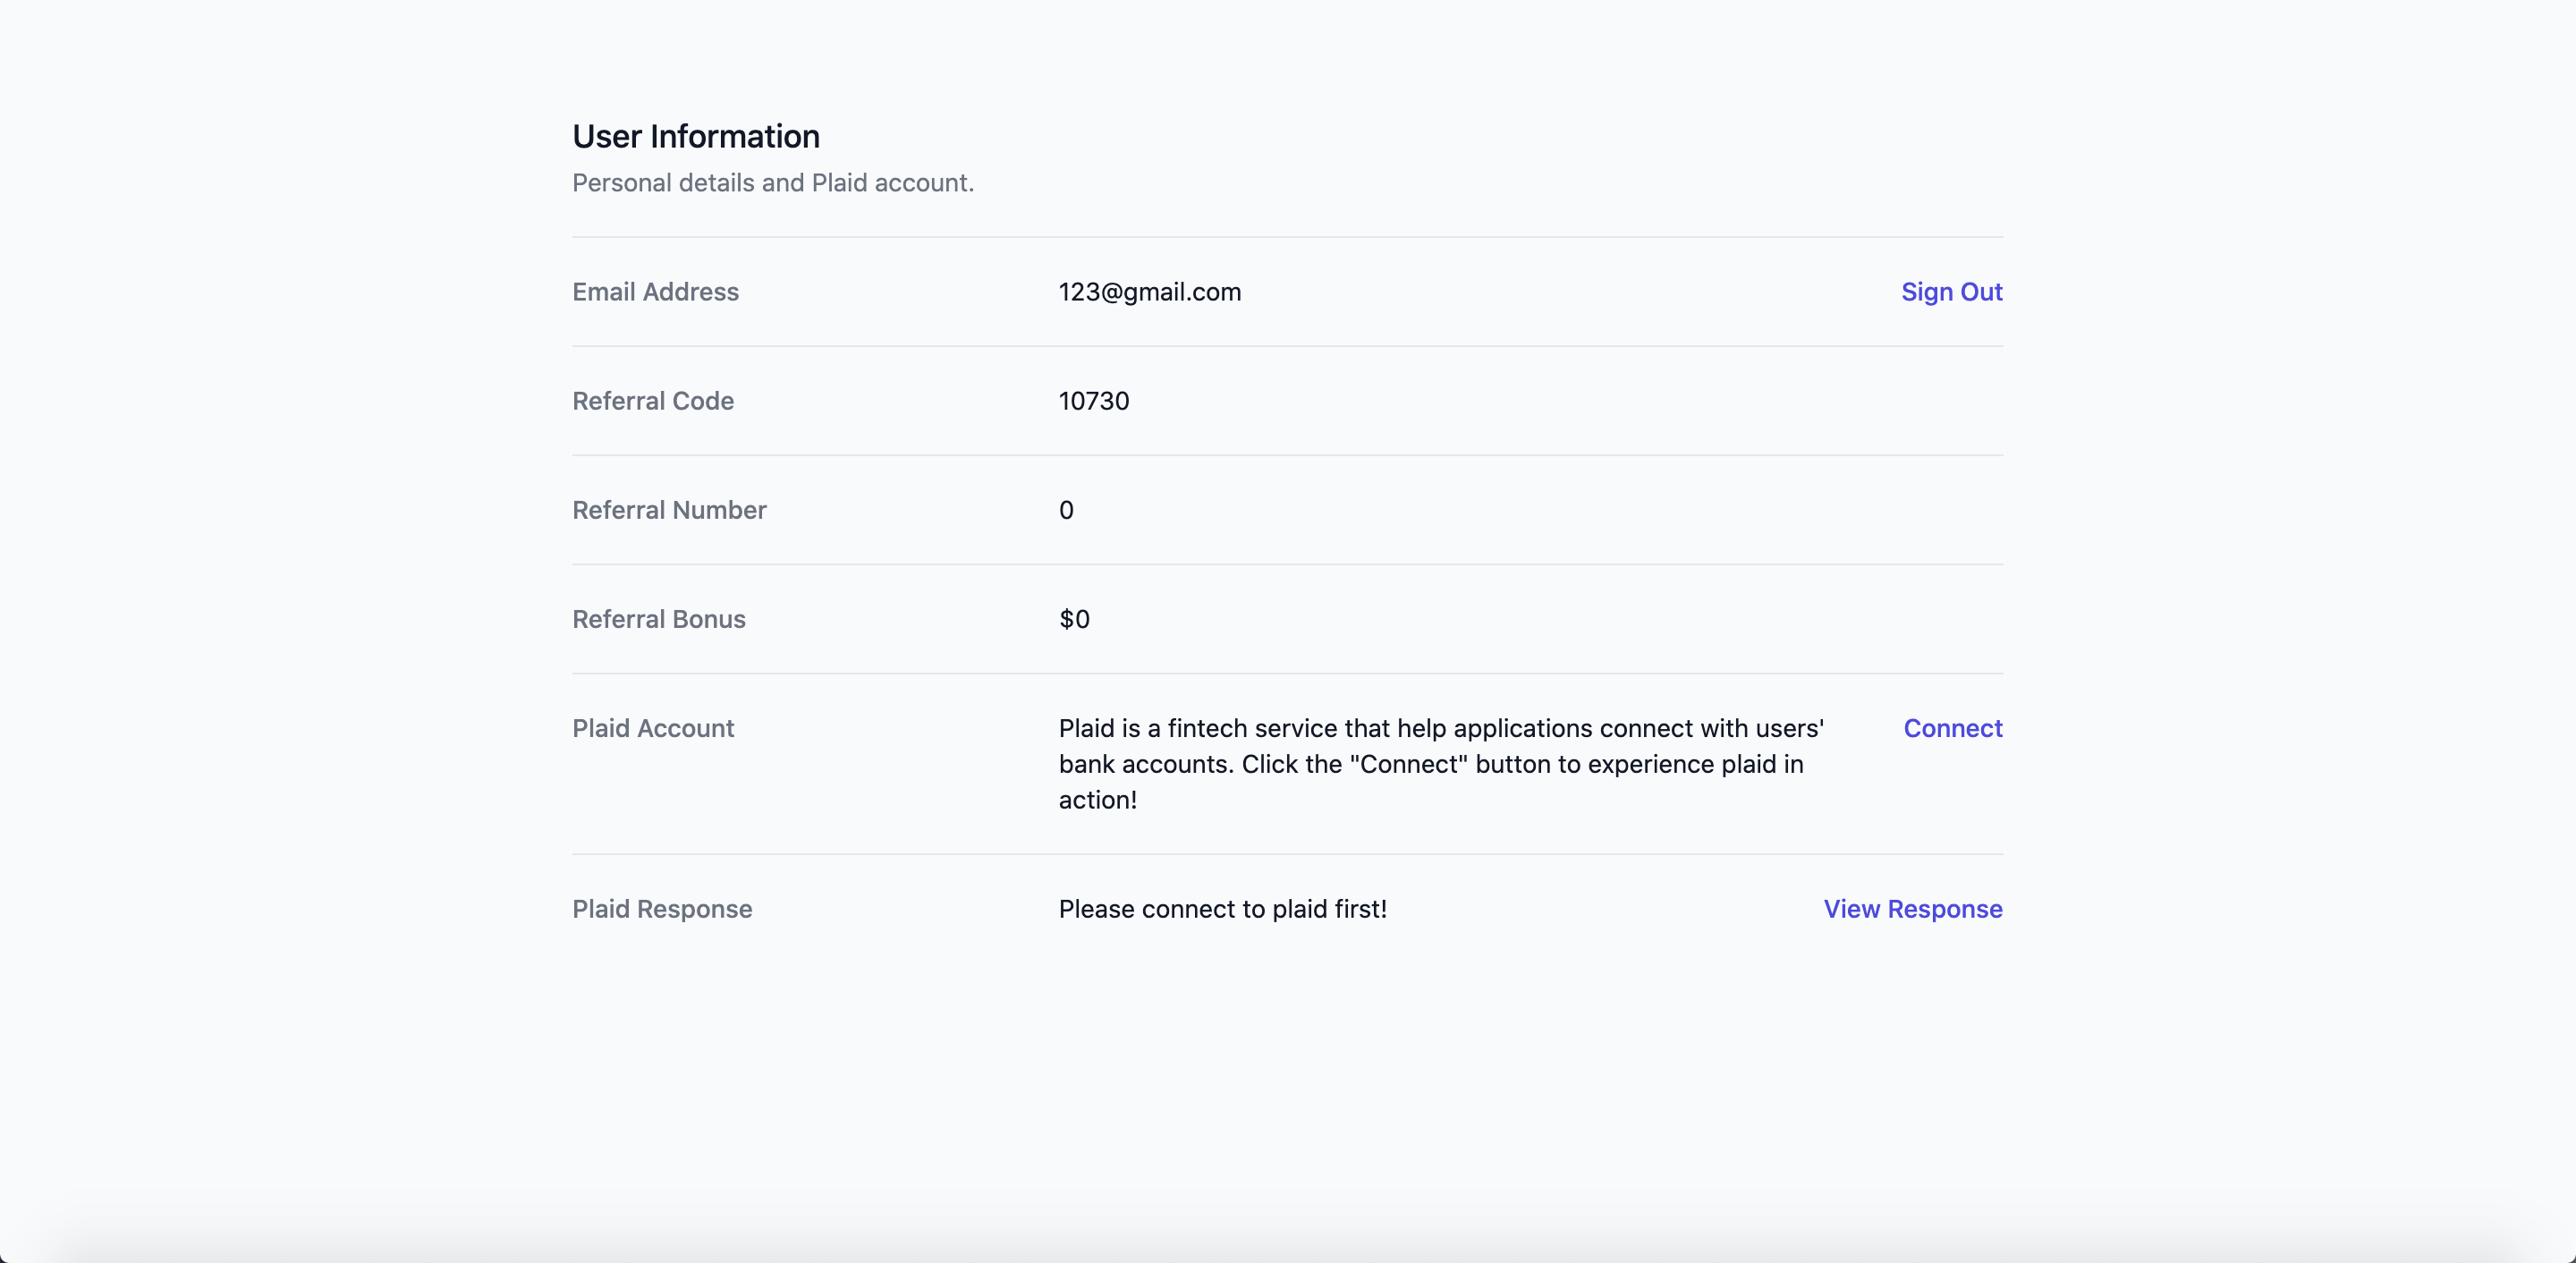 User Information
Personal details and Plaid account.
Email Address 123@gmail.com Sign Out
Referral Code 10730
Referral Number 0
Referral Bonus $0
Plaid Account Plaid is a fintech service that help applications connect with users' Connect
bank accounts. Click the "Connect" button to experience plaid in
action!
Plaid Response Please connect to plaid first! View Response